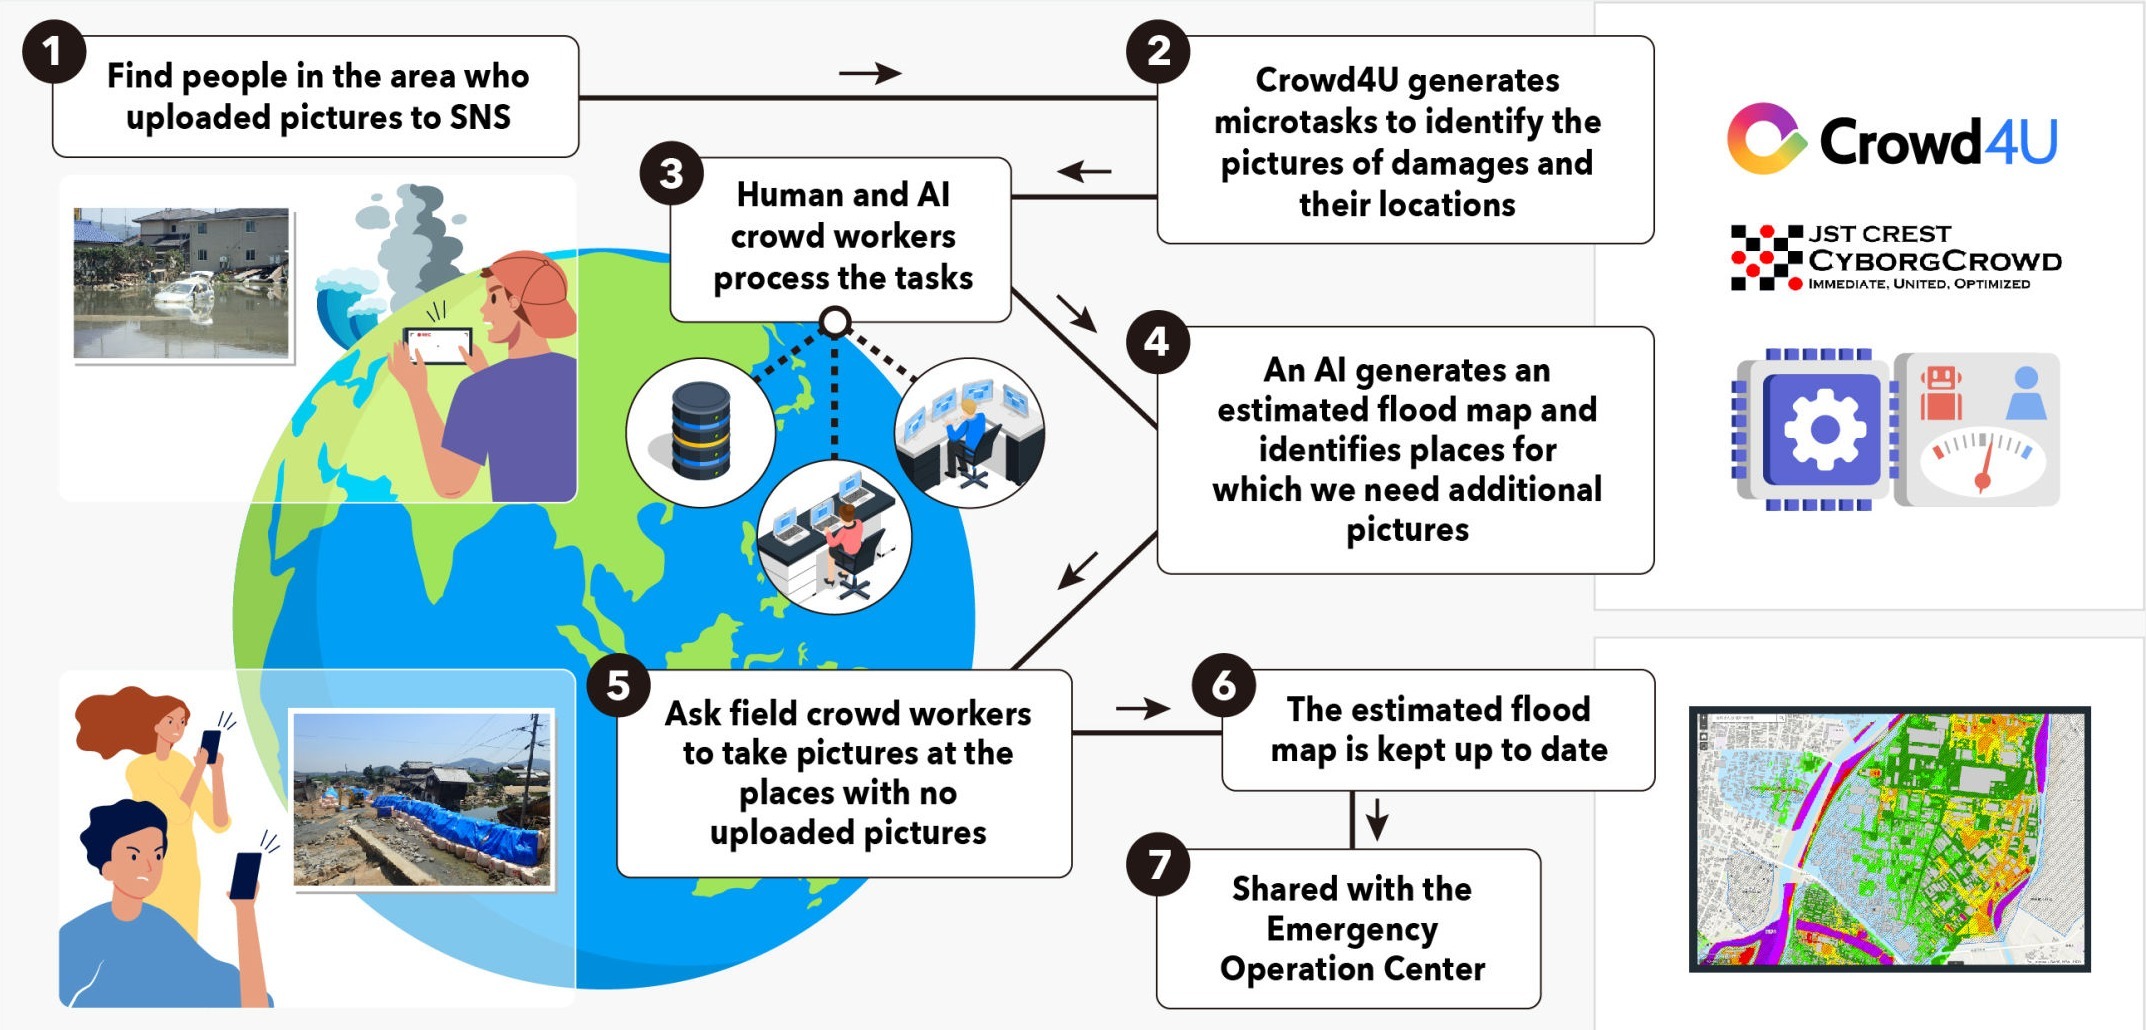 1
Find people in the area who
uploaded pictures to SNS
2
Crowd4U generates
microtasks to identify the
pictures of damages and
their locations
3
Human and AI
crowd workers
process the tasks
4
An AI generates an
estimated flood map and
identifies places for
which we need additional
pictures
5
Ask field crowd workers
to take pictures at the
places with no
uploaded pictures
6
The estimated flood
map is kept up to date
7
Shared with the
Emergency
Operation Center
Crowd4U
JST CREST
CYBORGCROWD
IMMEDIATE, UNITED, OPTIMIZED